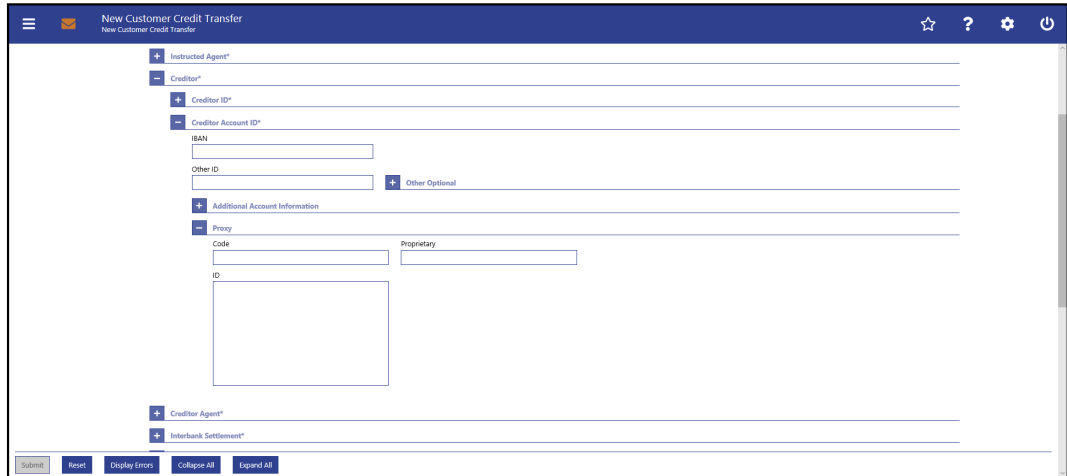 New Customer Credit Transfer
New Customer Credit Transfer
?
+ Instructed Agent*
− Creditor*
+ Creditor ID*
− Creditor Account ID*
IBAN
Other ID
+ Other Optional
+ Additional Account Information
− Proxy
Code Proprietary
ID
+ Creditor Agent*
+ Interbank Settlement*
Submit Reset Display Errors Collapse All Expand All